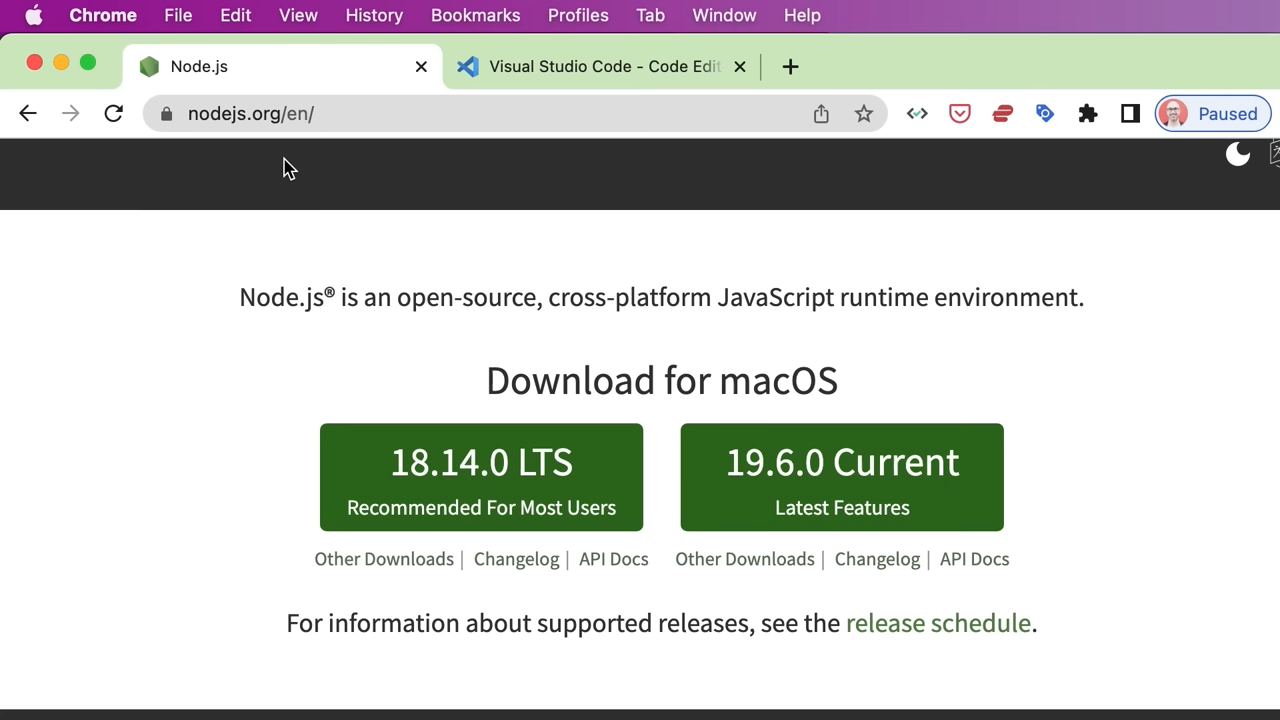 Chrome File Edit View History Bookmarks Profiles Tab Window Help
Node.js Visual Studio Code - Code Edit
nodejs.org/en/ Paused
Node.js® is an open-source, cross-platform JavaScript runtime environment.
Download for macOS
18.14.0 LTS 19.6.0 Current
Recommended For Most Users Latest Features
Other Downloads | Changelog | API Docs Other Downloads | Changelog | API Docs
For information about supported releases, see the release schedule.